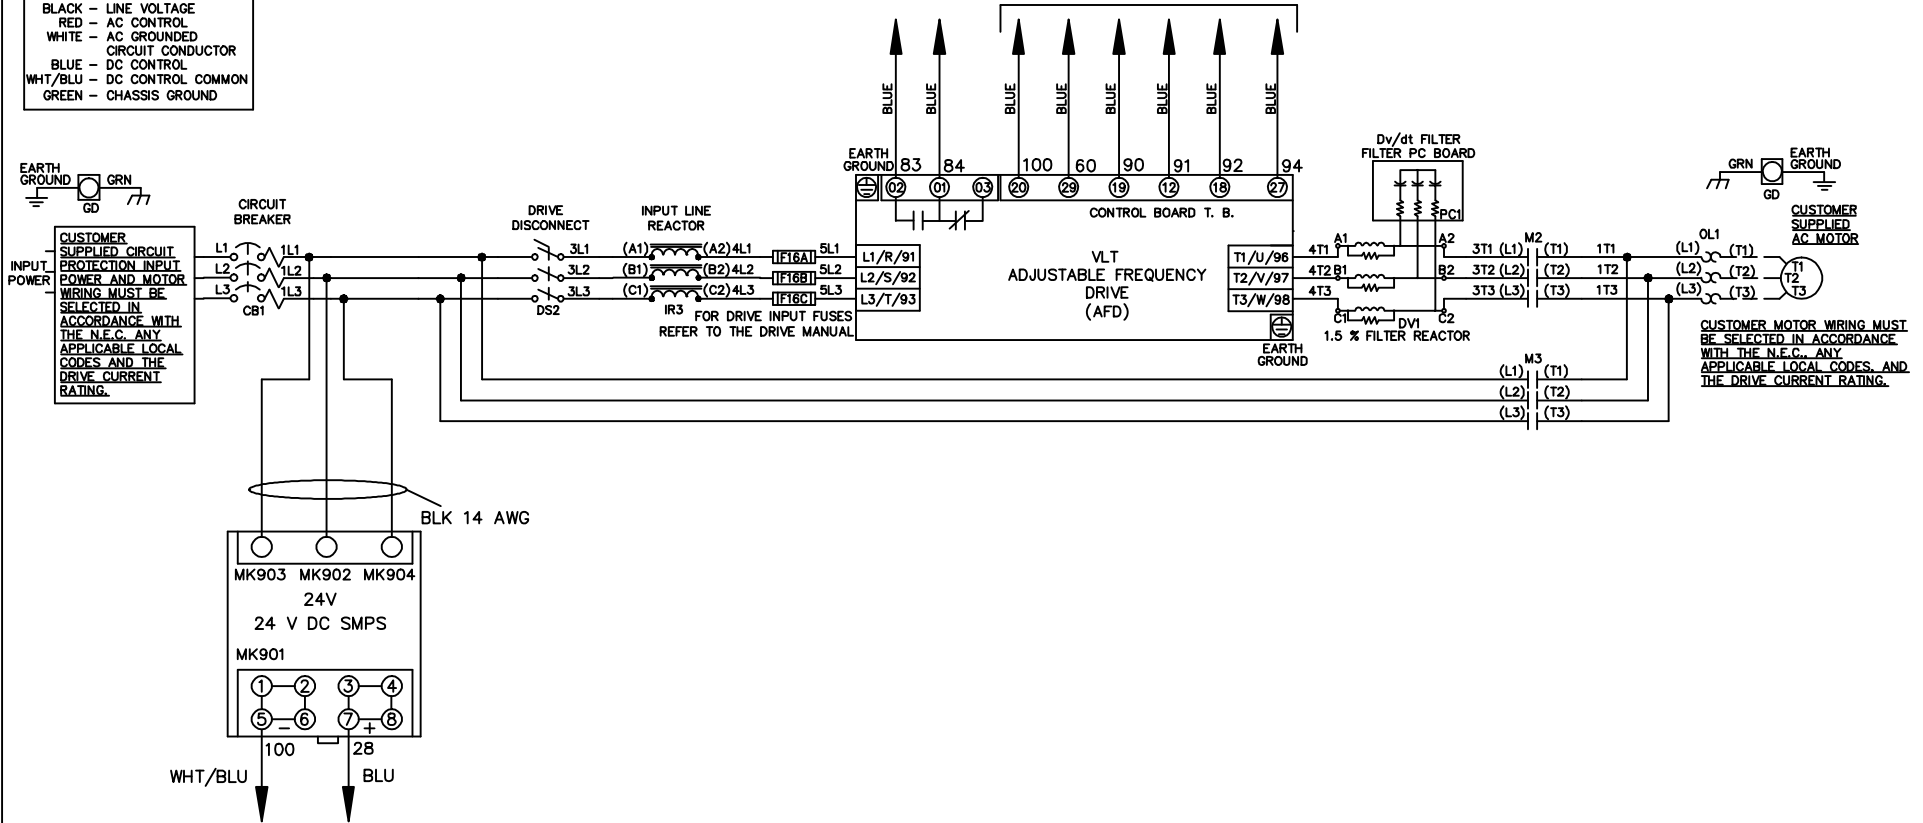 BLACK – LINE VOLTAGE
RED – AC CONTROL
WHITE – AC GROUNDED
CIRCUIT CONDUCTOR
BLUE – DC CONTROL
WHT/BLU – DC CONTROL COMMON
GREEN – CHASSIS GROUND
BLUE
BLUE
BLUE
BLUE
BLUE
BLUE
BLUE
BLUE
EARTH
GROUND
83
84
100
60
90
91
92
94
02
01
03
20
29
19
12
18
27
CONTROL BOARD T. B.
Dv/dt FILTER
FILTER PC BOARD
PC1
EARTH
GROUND
GRN
GD
GRN
EARTH
GROUND
GD
CUSTOMER
SUPPLIED
AC MOTOR
INPUT
POWER
CUSTOMER
SUPPLIED CIRCUIT
PROTECTION INPUT
POWER AND MOTOR
WIRING MUST BE
SELECTED IN
ACCORDANCE WITH
THE N.E.C. ANY
APPLICABLE LOCAL
CODES AND THE
DRIVE CURRENT
RATING.
CIRCUIT
BREAKER
L1
1L1
L2
1L2
L3
1L3
CB1
DRIVE
DISCONNECT
3L1
3L2
3L3
DS2
INPUT LINE
REACTOR
(A1)
(A2)
4L1
(B1)
(B2)
4L2
(C1)
(C2)
4L3
IR3
F16A
5L1
F16B
5L2
F16C
5L3
FOR DRIVE INPUT FUSES
REFER TO THE DRIVE MANUAL
L1/R/91
L2/S/92
L3/T/93
VLT
ADJUSTABLE FREQUENCY
DRIVE
(AFD)
T1/U/96
T2/V/97
T3/W/98
EARTH
GROUND
4T1
A1
A2
4T2
B1
B2
4T3
C1
C2
DV1
1.5 % FILTER REACTOR
M2
3T1 (L1)
(T1)
1T1
3T2 (L2)
(T2)
1T2
3T3 (L3)
(T3)
1T3
OL1
(L1)
(T1)
(L2)
(T2)
(L3)
(T3)
T1
T2
T3
CUSTOMER MOTOR WIRING MUST
BE SELECTED IN ACCORDANCE
WITH THE N.E.C., ANY
APPLICABLE LOCAL CODES, AND
THE DRIVE CURRENT RATING.
M3
(L1)
(T1)
(L2)
(T2)
(L3)
(T3)
BLK 14 AWG
MK903
MK902
MK904
24V
24 V DC SMPS
MK901
1
2
3
4
5
–
6
7
+
8
100
28
WHT/BLU
BLU